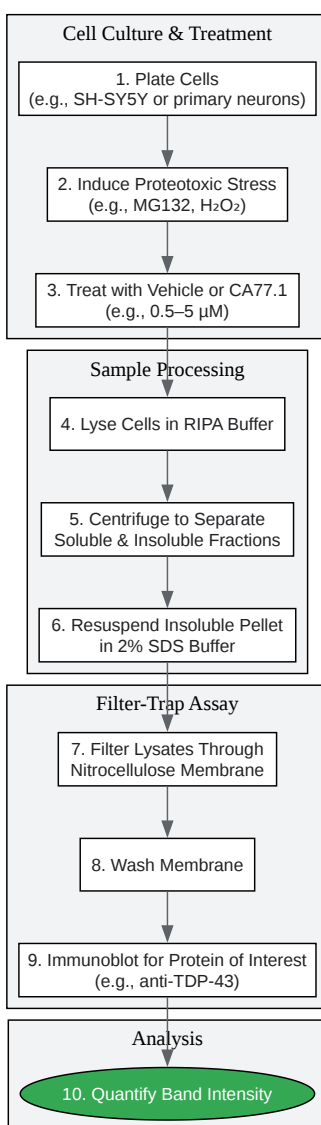 Cell Culture & Treatment
1. Plate Cells
(e.g., SH-SY5Y or primary neurons)
2. Induce Proteotoxic Stress
(e.g., MG132, H₂O₂)
3. Treat with Vehicle or CA77.1
(e.g., 0.5–5 µM)
Sample Processing
4. Lyse Cells in RIPA Buffer
5. Centrifuge to Separate
Soluble & Insoluble Fractions
6. Resuspend Insoluble Pellet
in 2% SDS Buffer
Filter-Trap Assay
7. Filter Lysates Through
Nitrocellulose Membrane
8. Wash Membrane
9. Immunoblot for Protein of Interest
(e.g., anti-TDP-43)
Analysis
10. Quantify Band Intensity